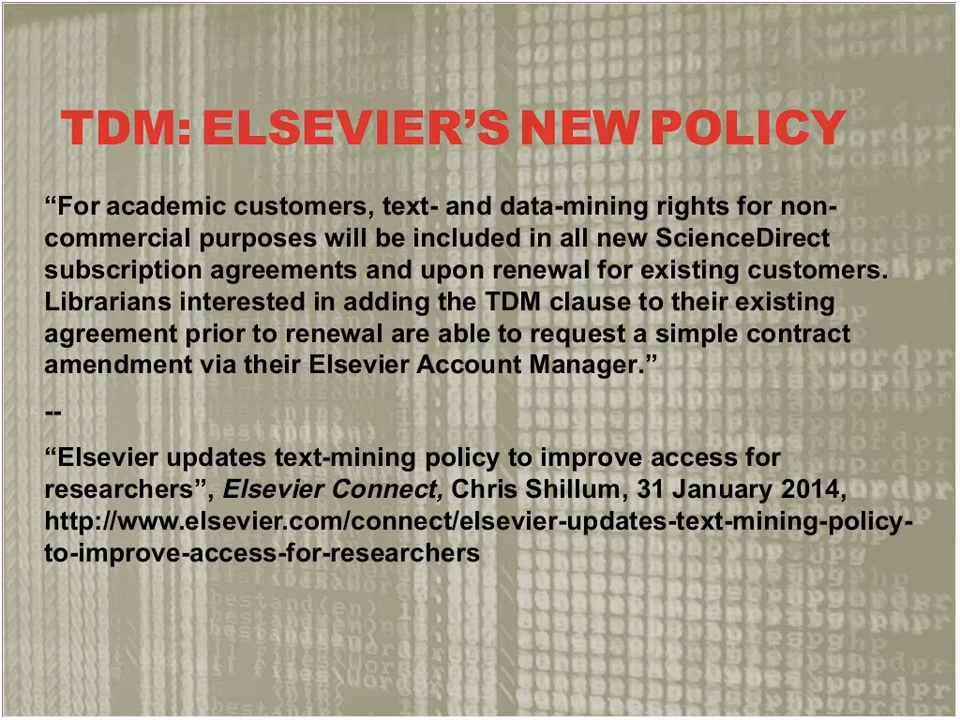 TDM: ELSEVIER’S NEW POLICY
“For academic customers, text- and data-mining rights for non-
commercial purposes will be included in all new ScienceDirect
subscription agreements and upon renewal for existing customers.
Librarians interested in adding the TDM clause to their existing
agreement prior to renewal are able to request a simple contract
amendment via their Elsevier Account Manager.”
--
“Elsevier updates text-mining policy to improve access for
researchers”, Elsevier Connect, Chris Shillum, 31 January 2014,
http://www.elsevier.com/connect/elsevier-updates-text-mining-policy-
to-improve-access-for-researchers